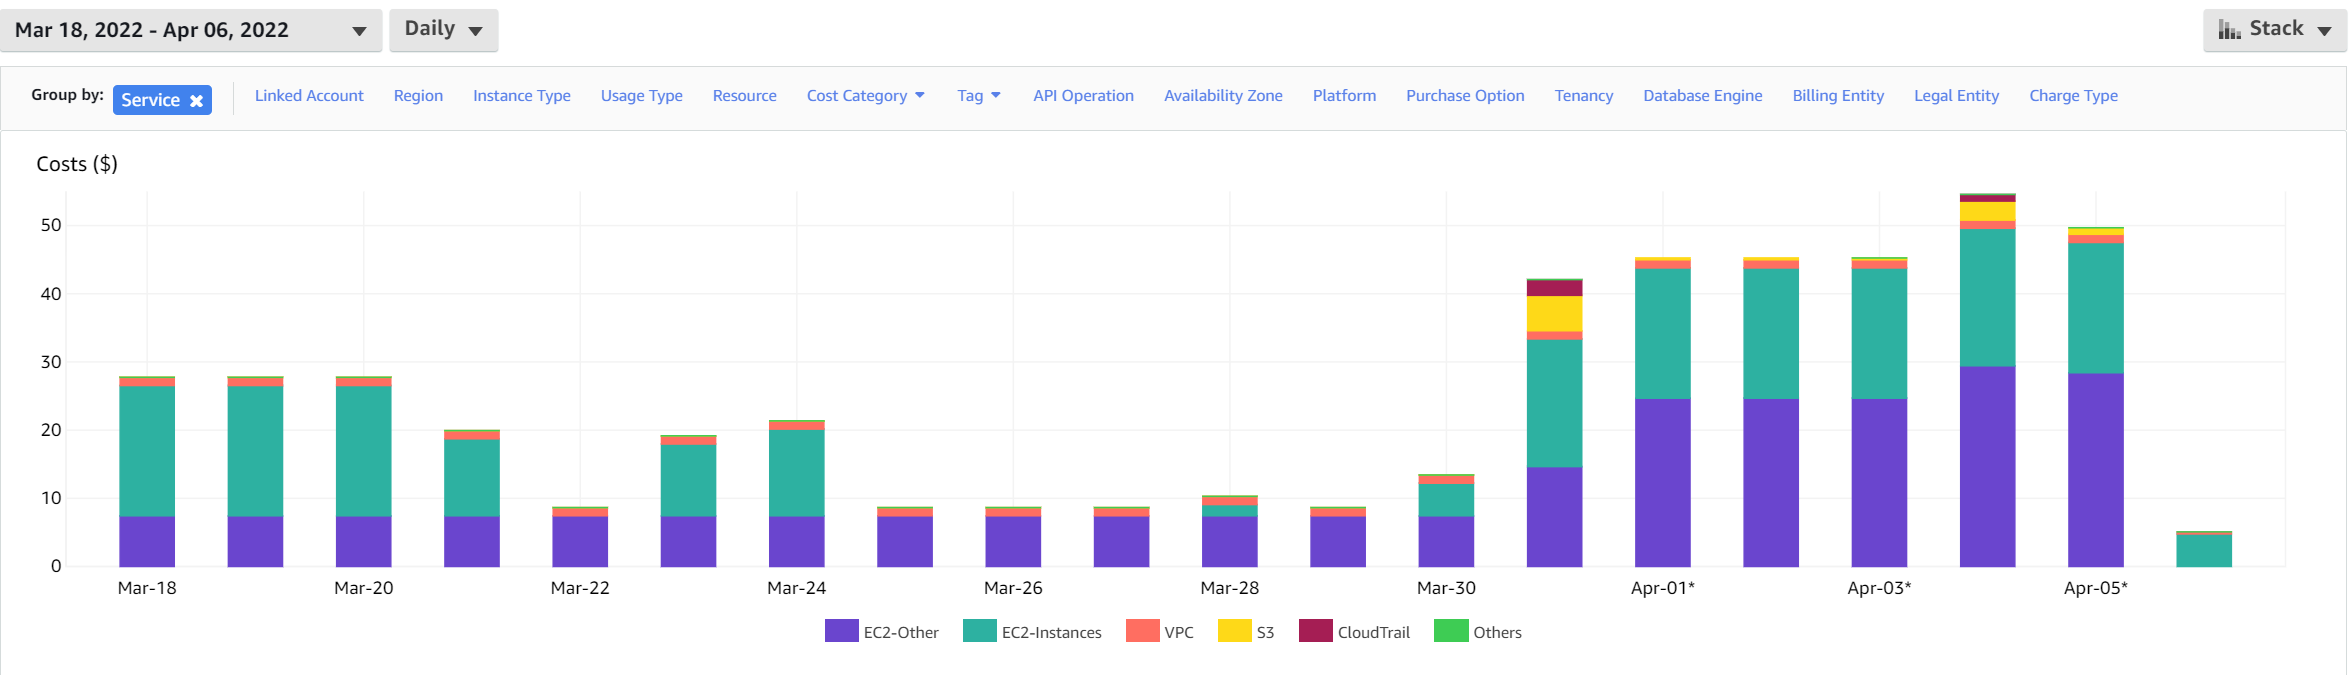 Mar 18, 2022 - Apr 06, 2022 Daily Stack
Group by: Service Linked Account Region Instance Type Usage Type Resource Cost Category Tag API Operation Availability Zone Platform Purchase Option Tenancy Database Engine Billing Entity Legal Entity Charge Type
Costs ($)
50
40
30
20
10
0
Mar-18 Mar-20 Mar-22 Mar-24 Mar-26 Mar-28 Mar-30 Apr-01* Apr-03* Apr-05*
EC2-Other EC2-Instances VPC S3 CloudTrail Others